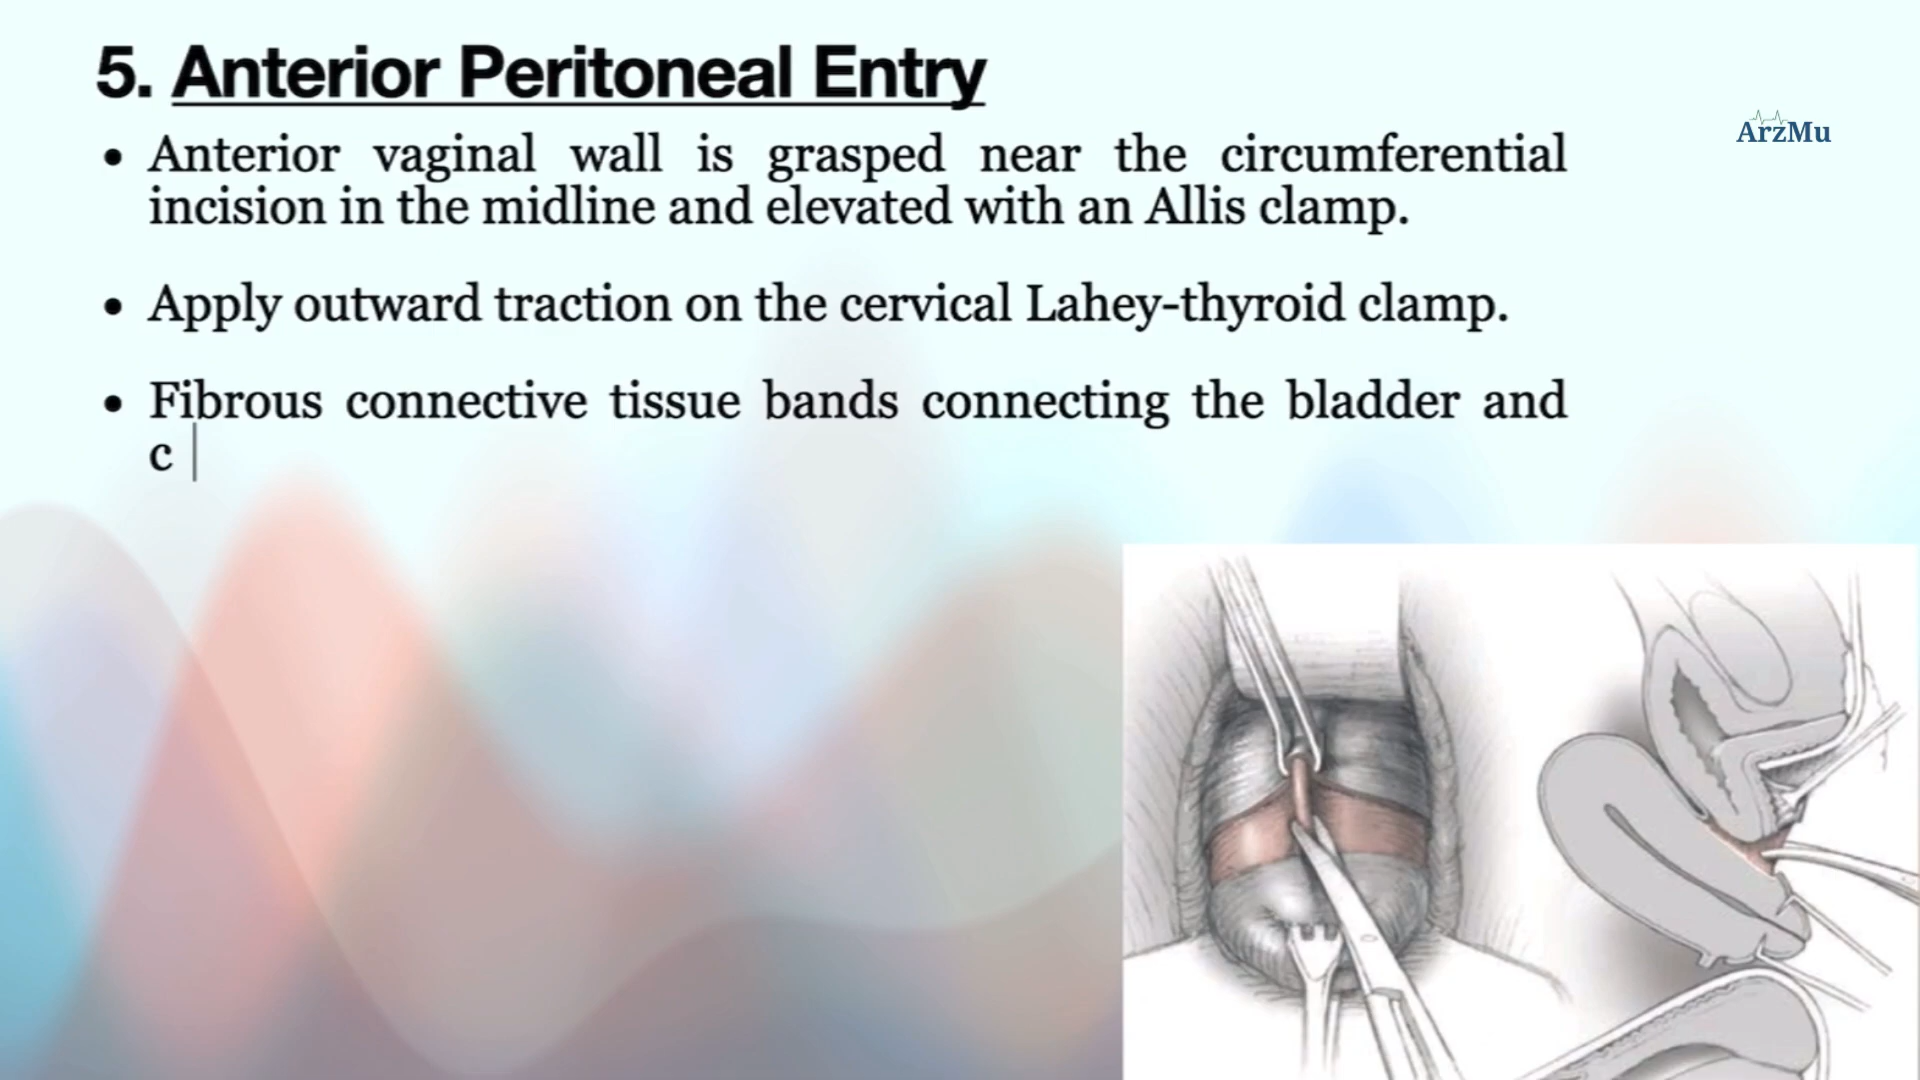 5. Anterior Peritoneal Entry
ArzMu
• Anterior vaginal wall is grasped near the circumferential
incision in the midline and elevated with an Allis clamp.
• Apply outward traction on the cervical Lahey-thyroid clamp.
• Fibrous connective tissue bands connecting the bladder and
c